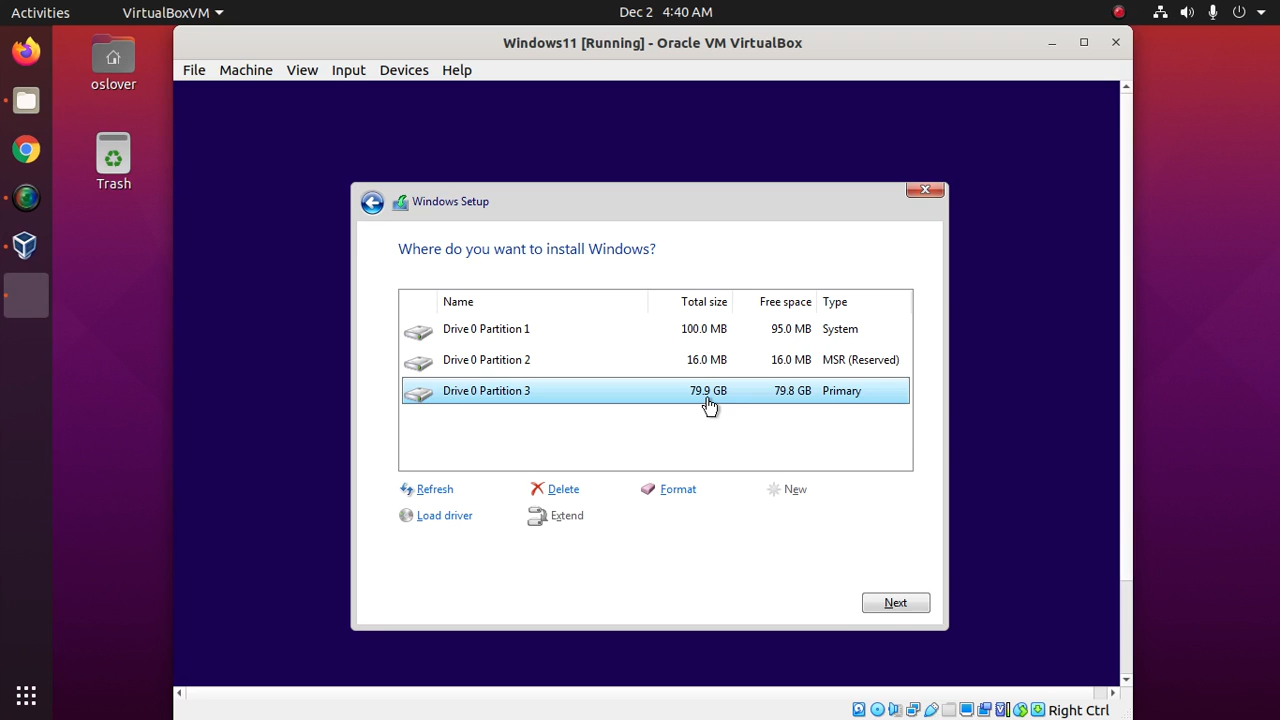 Activities VirtualBoxVM Dec 2 4:40 AM
oslover
Trash
Windows11 [Running] - Oracle VM VirtualBox
File Machine View Input Devices Help
Windows Setup
Where do you want to install Windows?
Name Total size Free space Type
Drive 0 Partition 1 100.0 MB 95.0 MB System
Drive 0 Partition 2 16.0 MB 16.0 MB MSR (Reserved)
Drive 0 Partition 3 79.9 GB 79.8 GB Primary
Refresh Delete Format New
Load driver Extend
Next
Right Ctrl